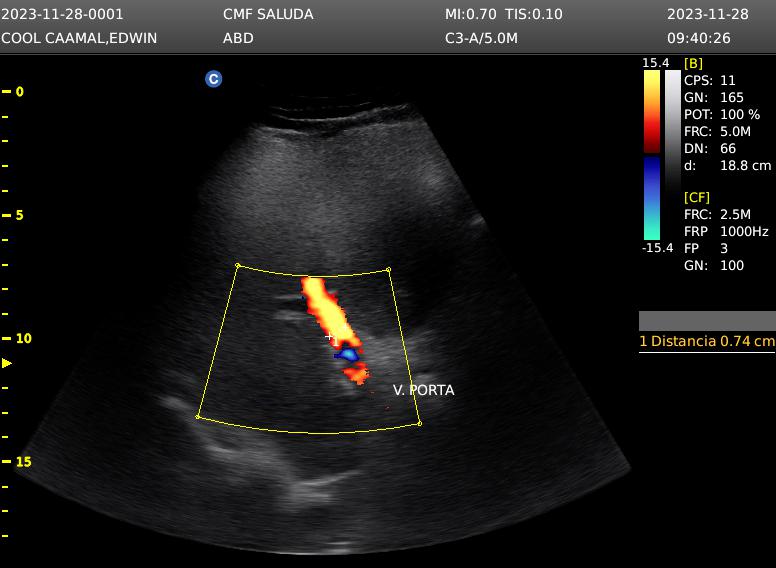 2023-11-28-0001 CMF SALUDA MI:0.70 TIS:0.10 2023-11-28
COOL CAAMAL,EDWIN ABD C3-A/5.0M 09:40:26
C
15.4 [B]
CPS: 11
GN: 165
POT: 100 %
FRC: 5.0M
DN: 66
d: 18.8 cm
[CF]
FRC: 2.5M
FRP 1000Hz
-15.4 FP 3
GN: 100
0
5
10
15
1
V. PORTA
1 Distancia 0.74 cm